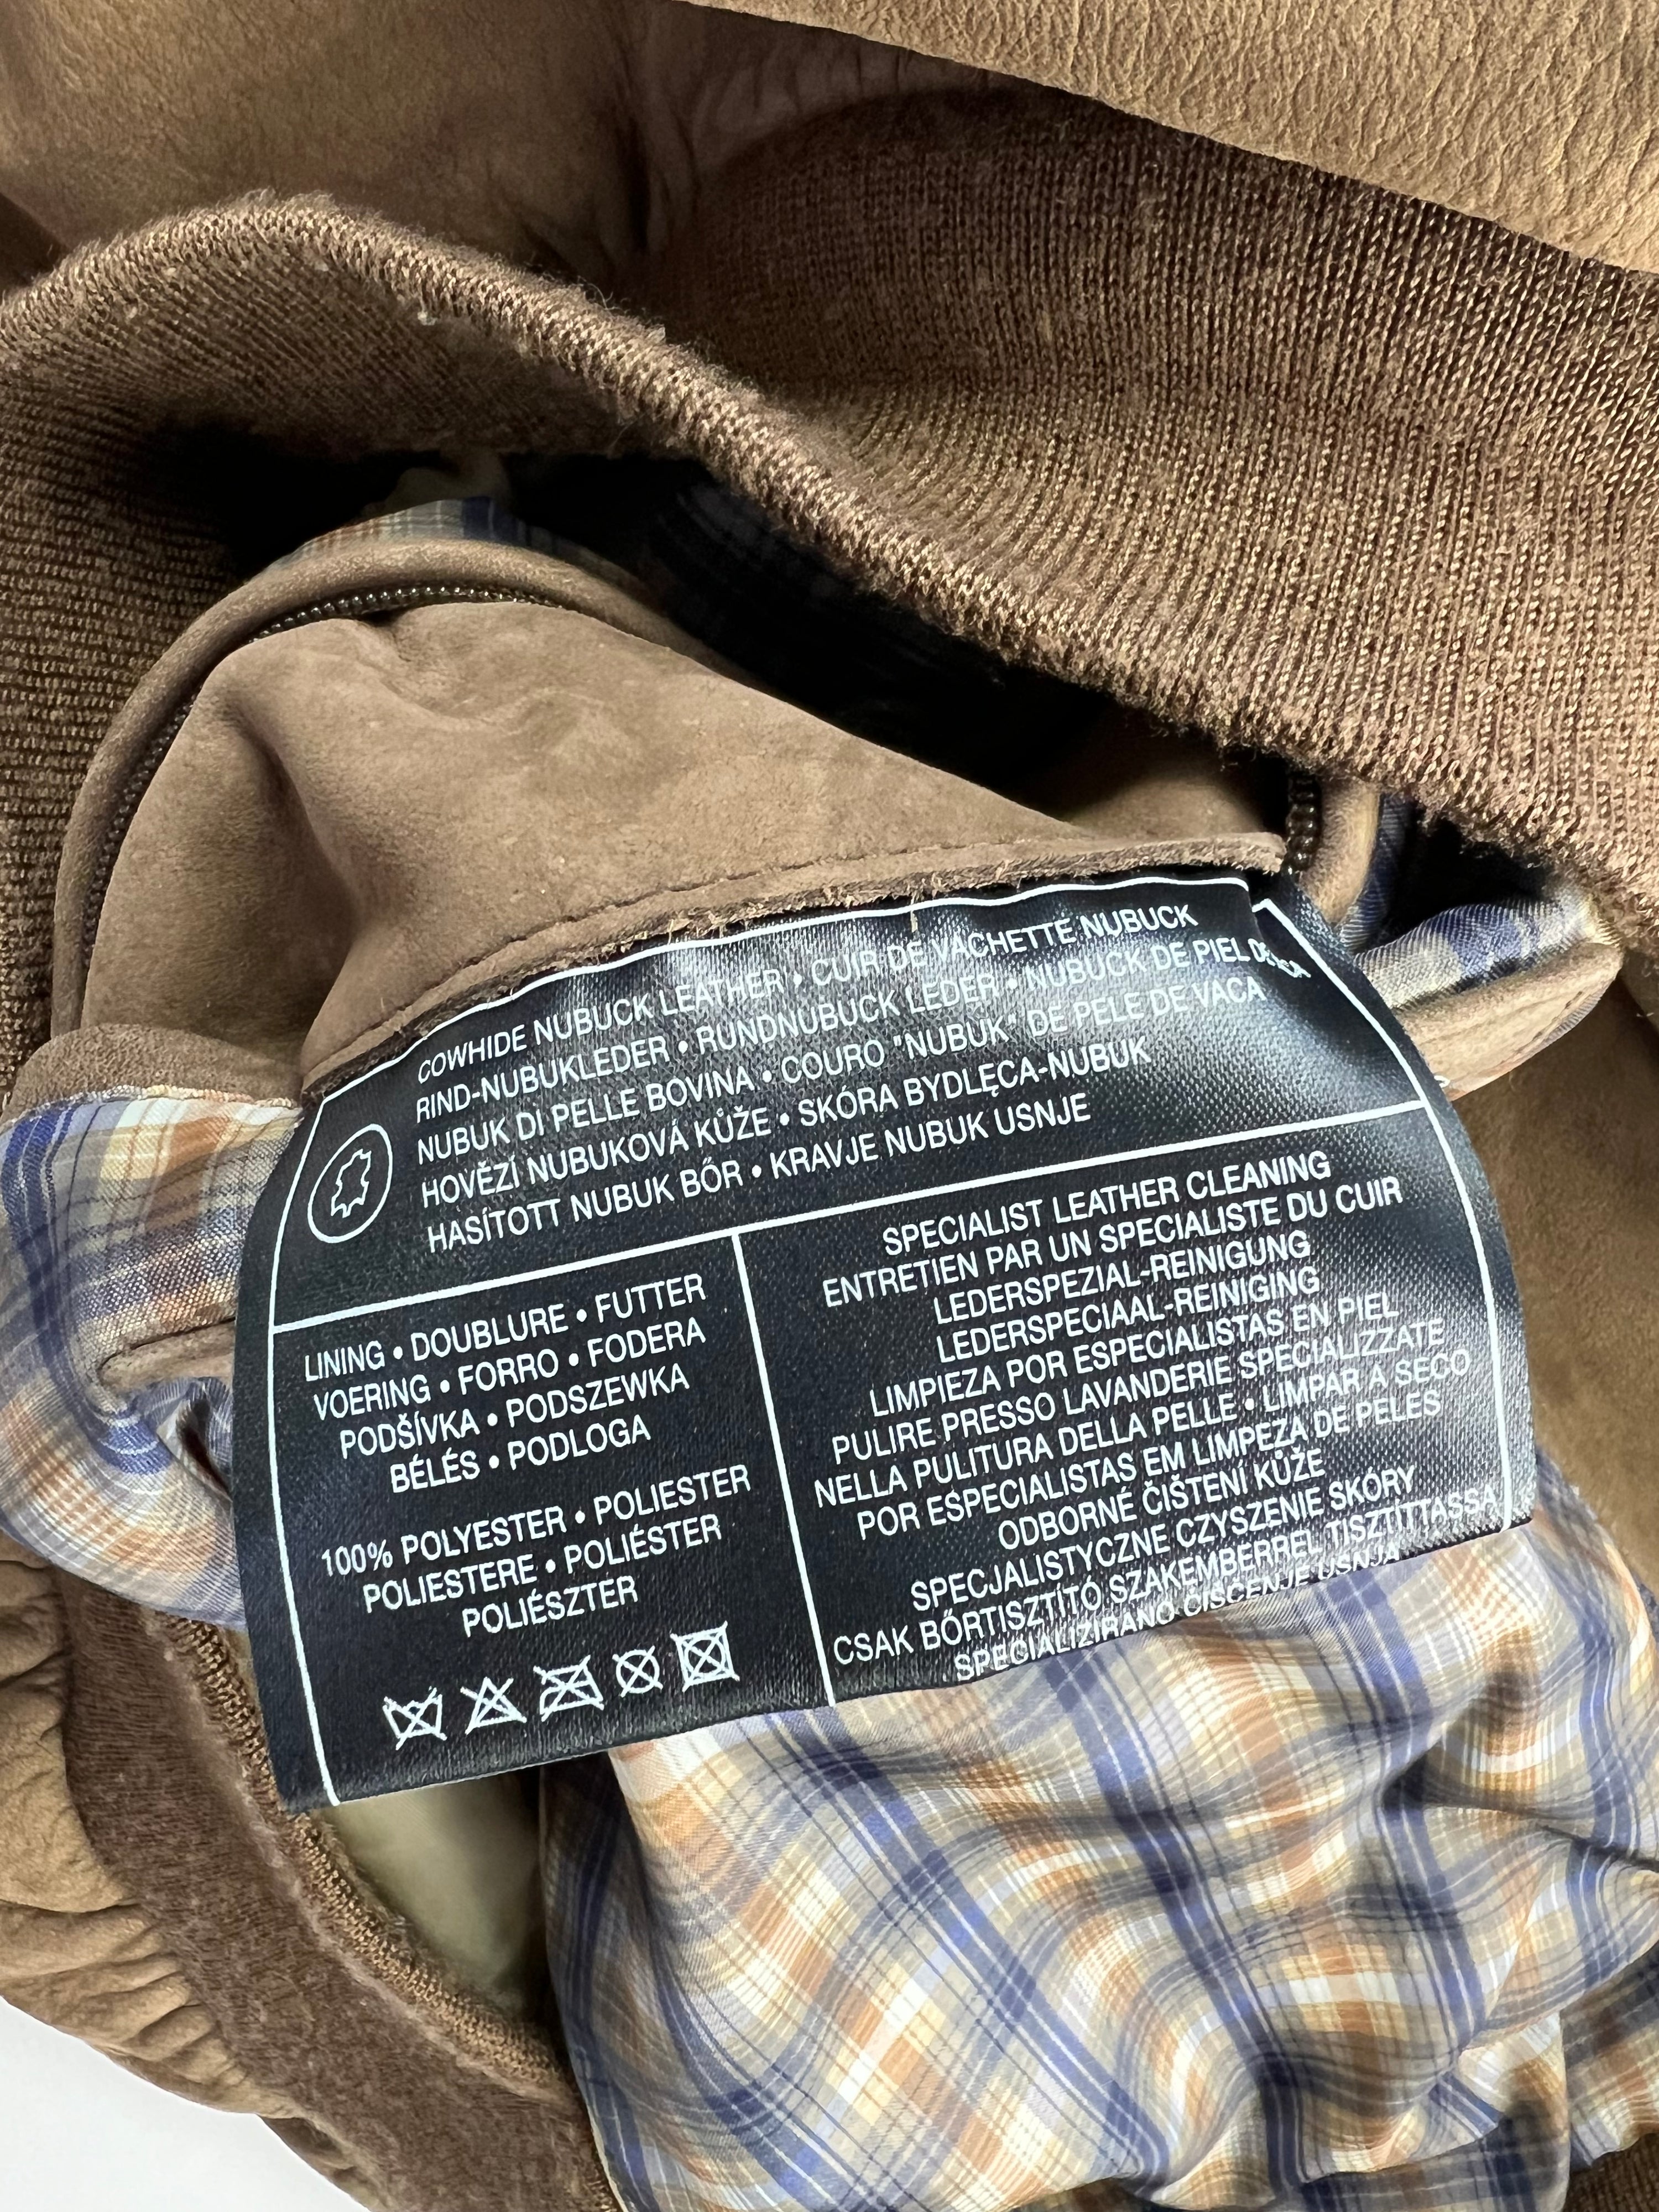 COWHIDE NUBUCK LEATHER • CUIR DE VACHETTE NUBUCK
RIND-NUBUKLEDER • RUNDNUBUCK LEDER • NUBUCK DE PIEL DE
NUBUK DI PELLE BOVINA • COURO "NUBUK" DE PELE DE VACA
HOVĚZÍ NUBUKOVÁ KŮŽE • SKÓRA BYDLĘCA-NUBUK
HASÍTOTT NUBUK BŐR • KRAVJE NUBUK USNJE
LINING • DOUBLURE • FUTTER
VOERING • FORRO • FODERA
PODŠÍVKA • PODSZEWKA
BÉLÉS • PODLOGA
100% POLYESTER • POLIESTER
POLIESTERE • POLIÉSTER
POLIÉSZTER
SPECIALIST LEATHER CLEANING
ENTRETIEN PAR UN SPECIALISTE DU CUIR
LEDERSPEZIAL-REINIGUNG
LEDERSPECIAAL-REINIGING
LIMPIEZA POR ESPECIALISTAS EN PIEL
PULIRE PRESSO LAVANDERIE SPECIALIZZATE
NELLA PULITURA DELLA PELLE • LIMPAR A SECO
POR ESPECIALISTAS EM LIMPEZA DE PELES
ODBORNÉ ČIŠTENÍ KŮŽE
SPECJALISTYCZNE CZYSZENIE SKÓRY
CSAK BŐRTISZTÍTÓ SZAKEMBERREL TISZTITTASSA
SPECIALIZIRANO ČIŠČENJE USNJA